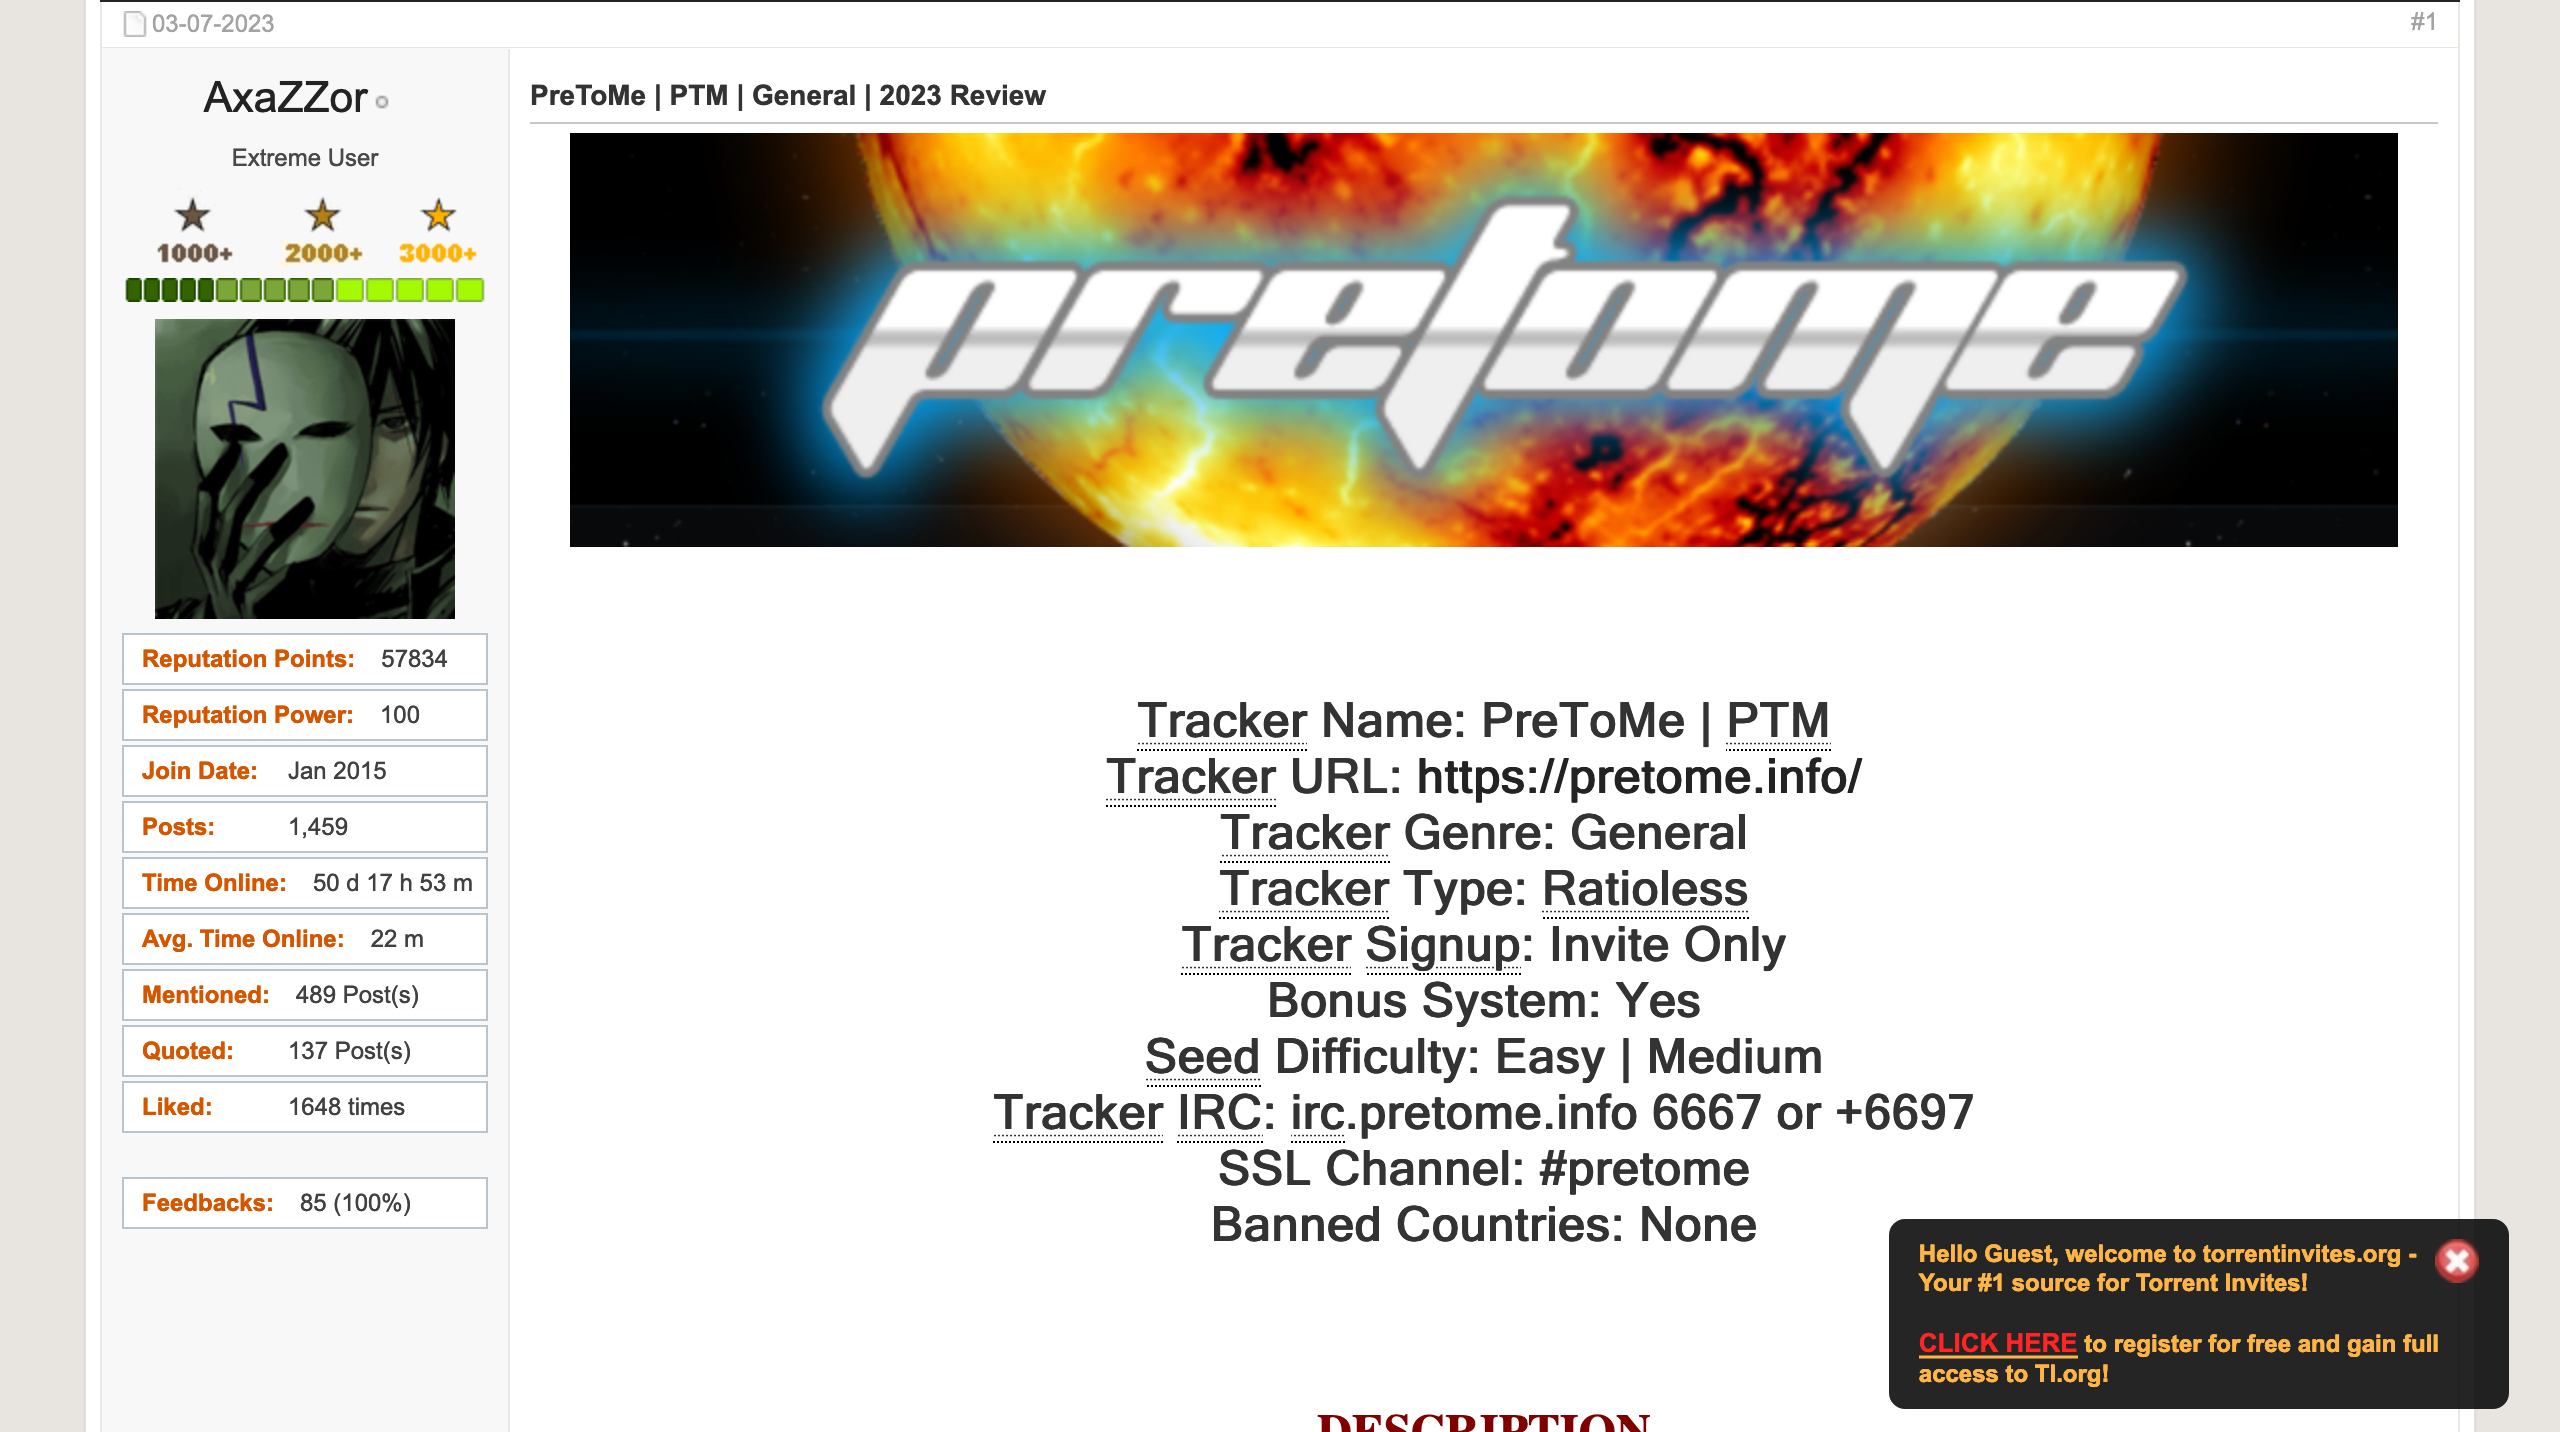 03-07-2023
#1
AxaZZor
Extreme User
1000+ 2000+ 3000+
Reputation Points: 57834
Reputation Power: 100
Join Date: Jan 2015
Posts: 1,459
Time Online: 50 d 17 h 53 m
Avg. Time Online: 22 m
Mentioned: 489 Post(s)
Quoted: 137 Post(s)
Liked: 1648 times
Feedbacks: 85 (100%)
PreToMe | PTM | General | 2023 Review
pretome
Tracker Name: PreToMe | PTM
Tracker URL: https://pretome.info/
Tracker Genre: General
Tracker Type: Ratioless
Tracker Signup: Invite Only
Bonus System: Yes
Seed Difficulty: Easy | Medium
Tracker IRC: irc.pretome.info 6667 or +6697
SSL Channel: #pretome
Banned Countries: None
DESCRIPTION
Hello Guest, welcome to torrentinvites.org -
Your #1 source for Torrent Invites!
CLICK HERE to register for free and gain full
access to TI.org!